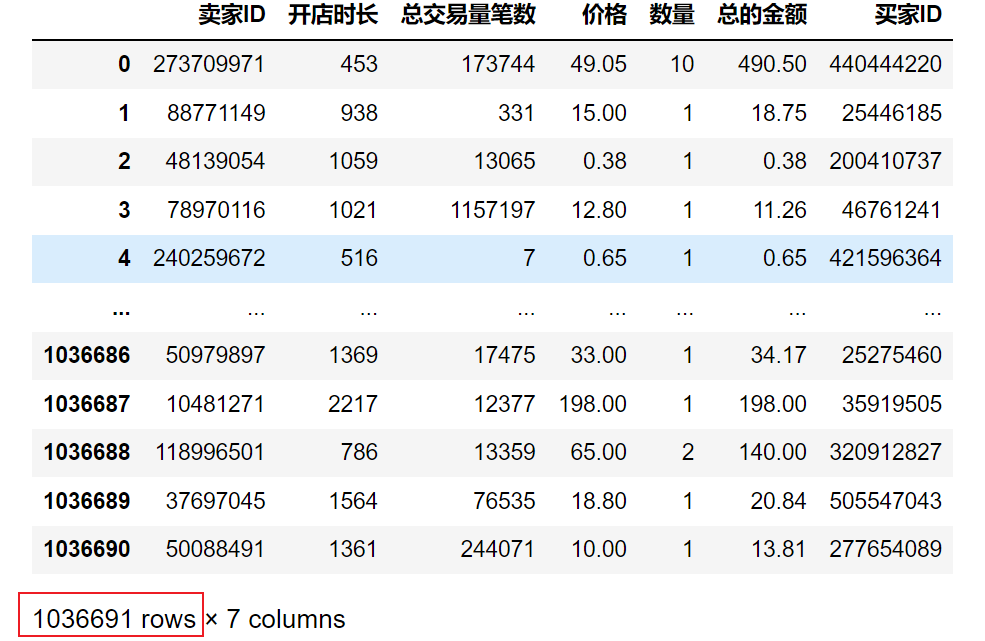 卖家ID 开店时长 总交易量笔数 价格 数量 总的金额 买家ID
0 273709971 453 173744 49.05 10 490.50 440444220
1 88771149 938 331 15.00 1 18.75 25446185
2 48139054 1059 13065 0.38 1 0.38 200410737
3 78970116 1021 1157197 12.80 1 11.26 46761241
4 240259672 516 7 0.65 1 0.65 421596364
... ... ... ... ... ... ... ...
1036686 50979897 1369 17475 33.00 1 34.17 25275460
1036687 10481271 2217 12377 198.00 1 198.00 35919505
1036688 118996501 786 13359 65.00 2 140.00 320912827
1036689 37697045 1564 76535 18.80 1 20.84 505547043
1036690 50088491 1361 244071 10.00 1 13.81 277654089
1036691 rows × 7 columns